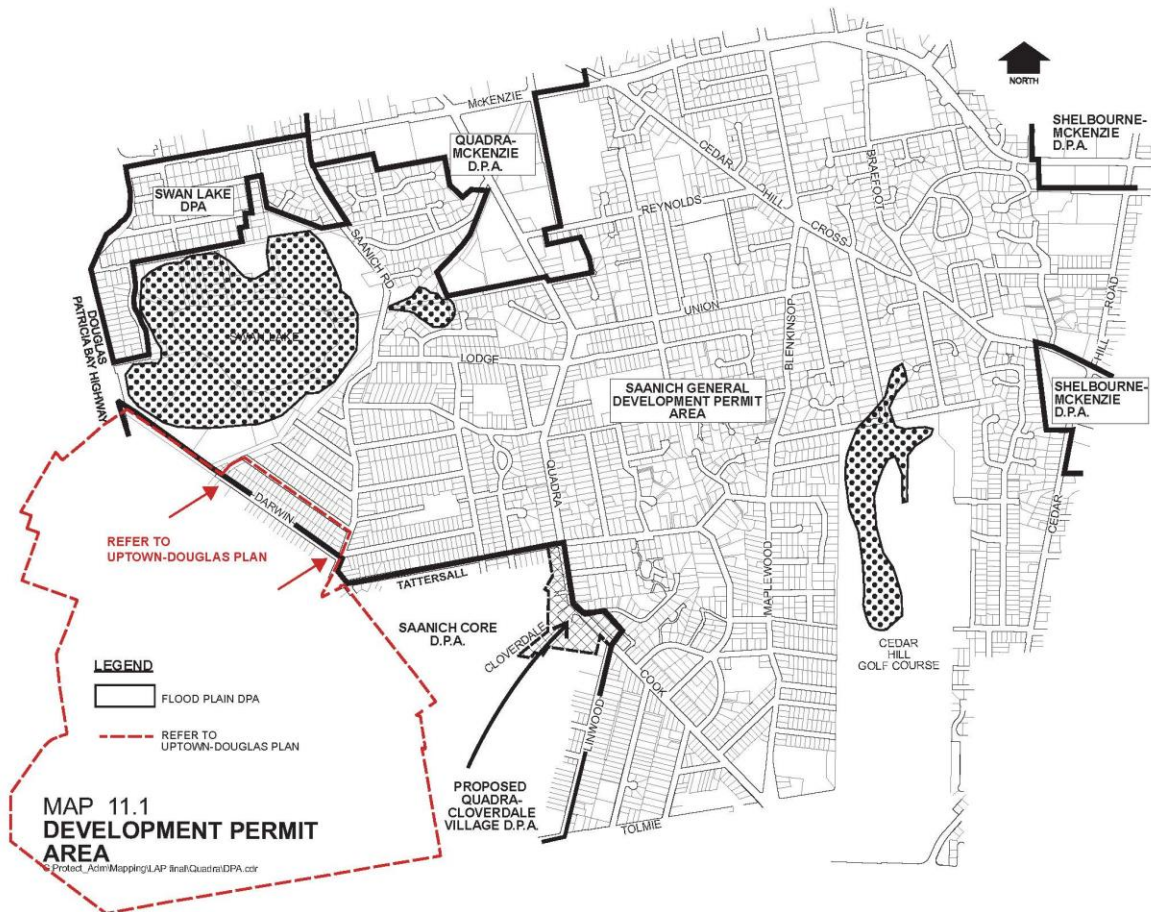 NORTH
McKENZIE
QUADRA-
MCKENZIE
D.P.A.
SHELBOURNE-
MCKENZIE
D.P.A.
CEDAR
HILL
CROSS
BRAEFOOT
SWAN LAKE
DPA
REYNOLDS
SAANICH RD
DOUGLAS
PATRICIA BAY HIGHWAY
SWAN LAKE
UNION
BLENKINSOP
HILL ROAD
LODGE
SAANICH GENERAL
DEVELOPMENT PERMIT
AREA
SHELBOURNE-
MCKENZIE
D.P.A.
QUADRA
DARWIN
CEDAR
REFER TO
UPTOWN-DOUGLAS PLAN
TATTERSALL
MAPLEWOOD
SAANICH CORE
D.P.A.
CLOVERDALE
CEDAR
HILL
GOLF COURSE
COOK
LINWOOD
LEGEND
FLOOD PLAIN DPA
REFER TO
UPTOWN-DOUGLAS PLAN
PROPOSED
QUADRA-
CLOVERDALE
VILLAGE D.P.A.
TOLMIE
MAP 11.1
DEVELOPMENT PERMIT
AREA